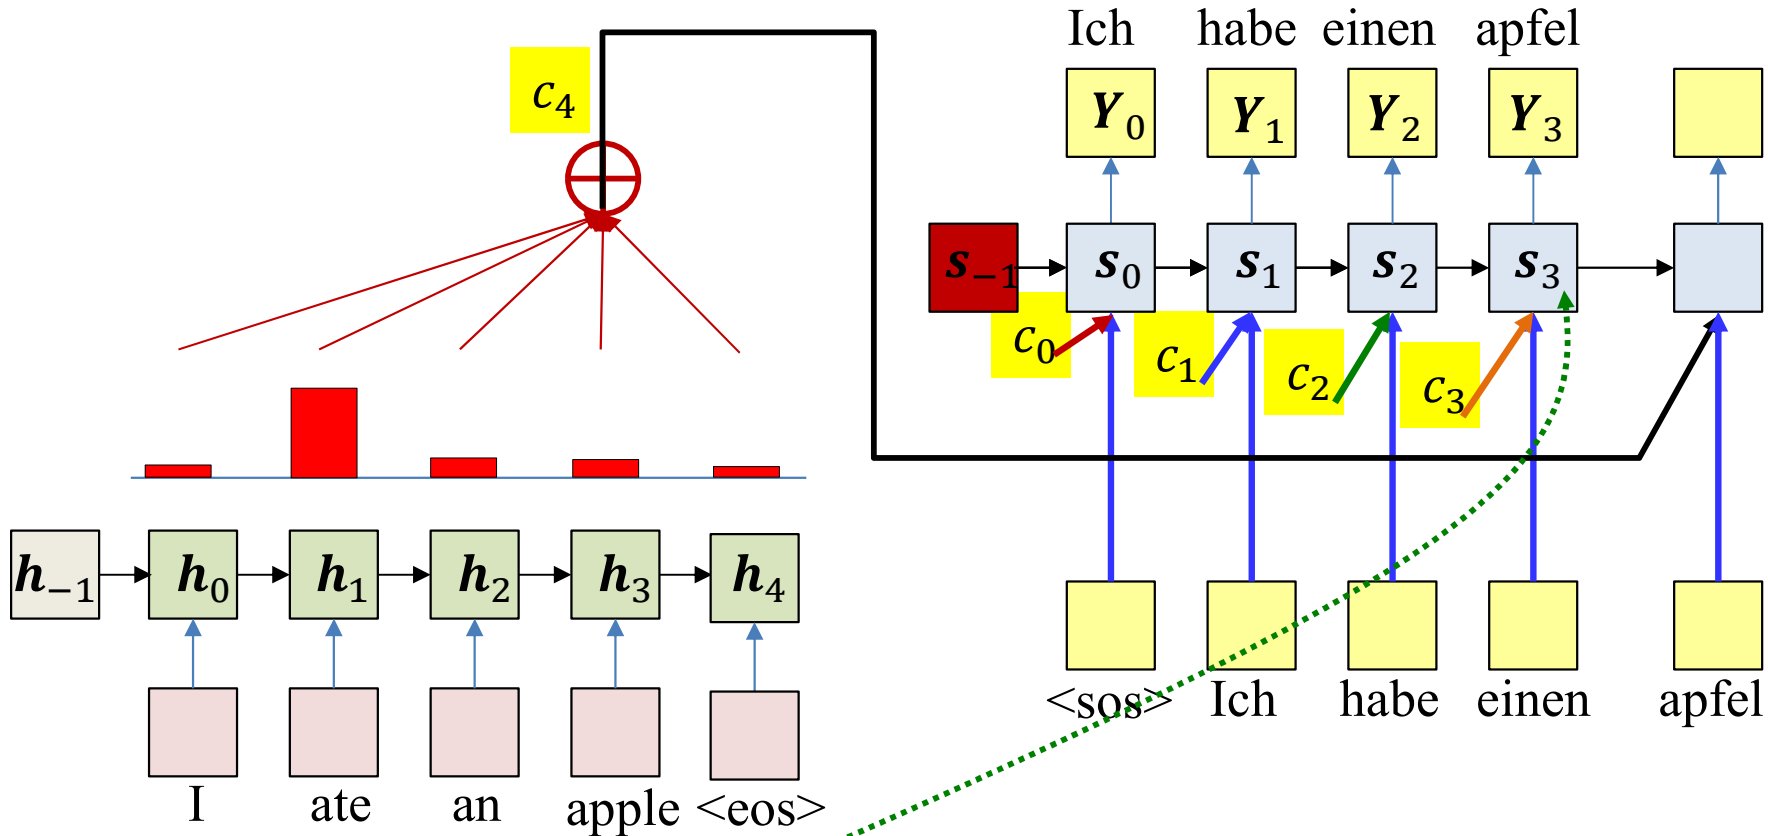 Ich habe einen apfel
c₄
Y₀ Y₁ Y₂ Y₃
s₋₁ s₀ s₁ s₂ s₃
c₀ c₁ c₂ c₃
h₋₁ h₀ h₁ h₂ h₃ h₄
<sos> Ich habe einen apfel
I ate an apple <eos>